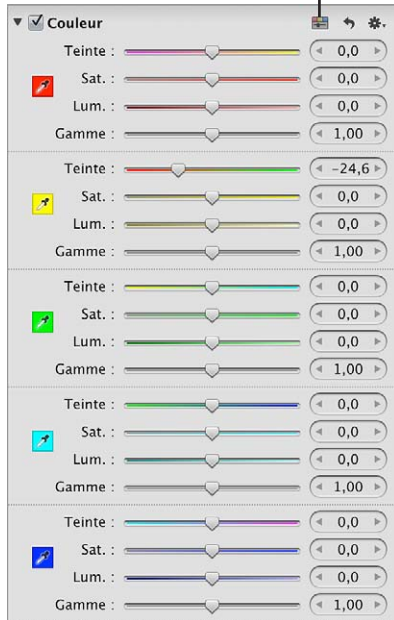 Couleur
Teinte : 0,0
Sat. : 0,0
Lum. : 0,0
Gamme : 1,00
Teinte : -24,6
Sat. : 0,0
Lum. : 0,0
Gamme : 1,00
Teinte : 0,0
Sat. : 0,0
Lum. : 0,0
Gamme : 1,00
Teinte : 0,0
Sat. : 0,0
Lum. : 0,0
Gamme : 1,00
Teinte : 0,0
Sat. : 0,0
Lum. : 0,0
Gamme : 1,00